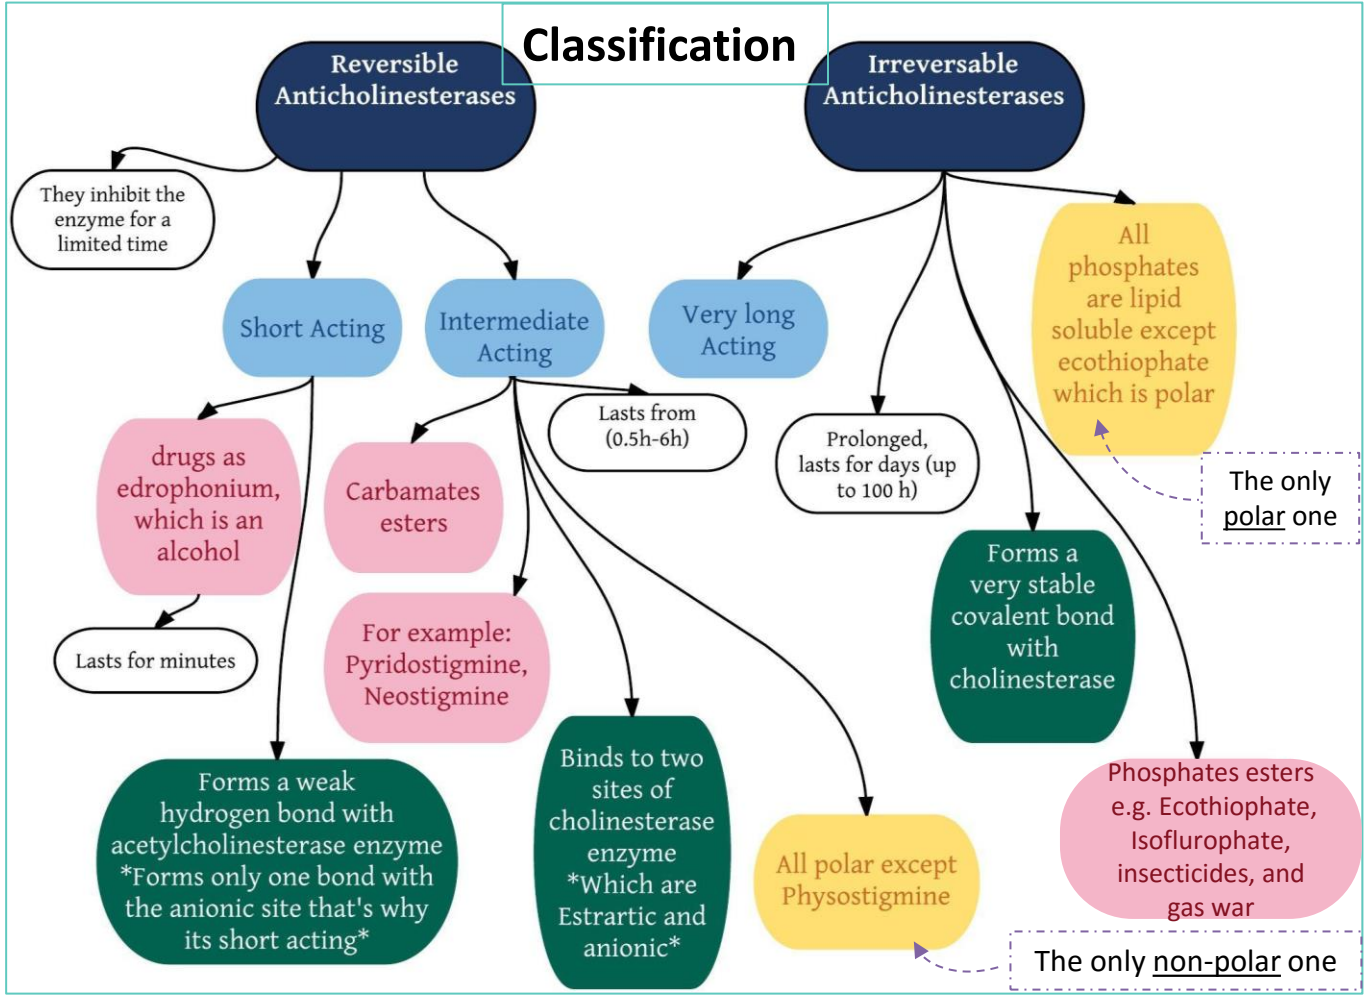 Classification
Reversible
Anticholinesterases
Irreversable
Anticholinesterases
They inhibit the
enzyme for a
limited time
Short Acting
Intermediate
Acting
Very long
Acting
All
phosphates
are lipid
soluble except
ecothiophate
which is polar
drugs as
edrophonium,
which is an
alcohol
Lasts for minutes
Carbamates
esters
Lasts from
(0.5h-6h)
Prolonged,
lasts for days (up
to 100 h)
The only
polar one
For example:
Pyridostigmine,
Neostigmine
Forms a
very stable
covalent bond
with
cholinesterase
Forms a weak
hydrogen bond with
acetylcholinesterase enzyme
*Forms only one bond with
the anionic site that's why
its short acting*
Binds to two
sites of
cholinesterase
enzyme
*Which are
Estrartic and
anionic*
All polar except
Physostigmine
Phosphates esters
e.g. Ecothiophate,
Isoflurophate,
insecticides, and
gas war
The only non-polar one